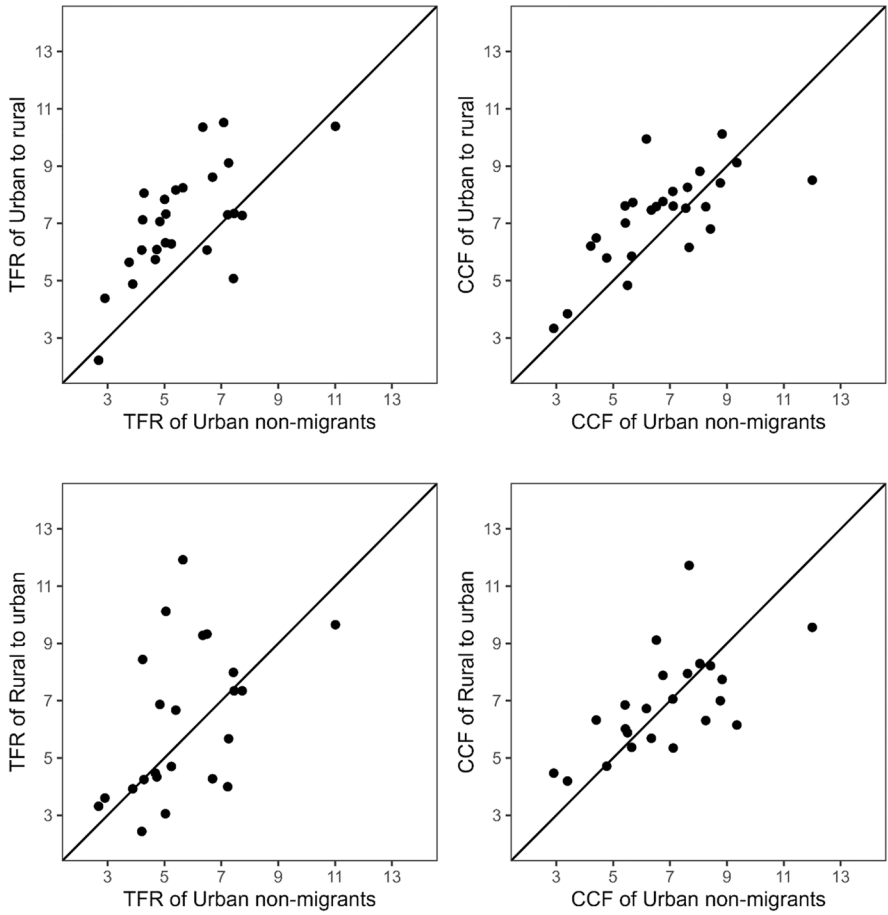 TFR of Urban to rural
13
11
9
7
5
3
3 5 7 9 11 13
TFR of Urban non-migrants
CCF of Urban to rural
13
11
9
7
5
3
3 5 7 9 11 13
CCF of Urban non-migrants
TFR of Rural to urban
13
11
9
7
5
3
3 5 7 9 11 13
TFR of Urban non-migrants
CCF of Rural to urban
13
11
9
7
5
3
3 5 7 9 11 13
CCF of Urban non-migrants